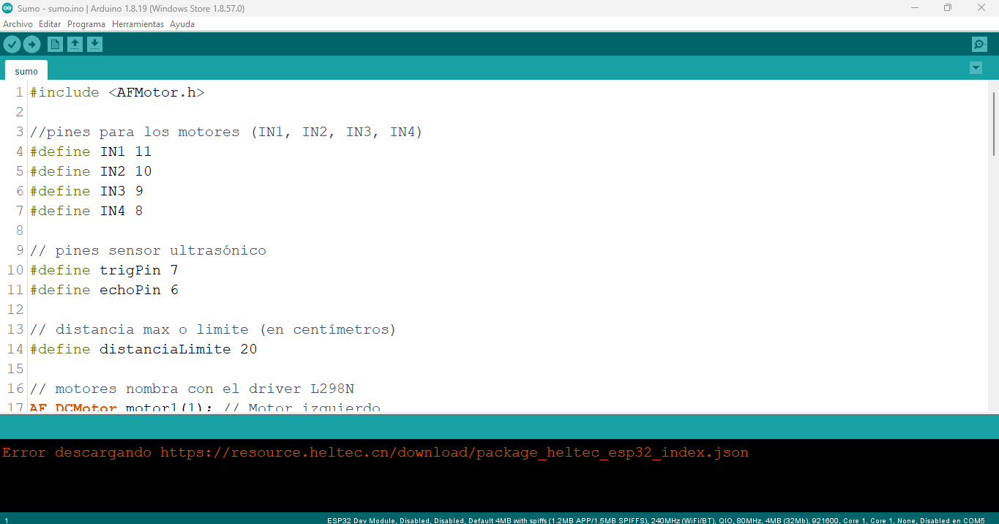 Sumo - sumo.ino | Arduino 1.8.19 (Windows Store 1.8.57.0)
Archivo Editar Programa Herramientas Ayuda
sumo
1 #include <AFMotor.h>
2
3 //pines para los motores (IN1, IN2, IN3, IN4)
4 #define IN1 11
5 #define IN2 10
6 #define IN3 9
7 #define IN4 8
8
9 // pines sensor ultrasónico
10 #define trigPin 7
11 #define echoPin 6
12
13 // distancia max o limite (en centímetros)
14 #define distanciaLimite 20
15
16 // motores nombra con el driver L298N
17 AF_DCMotor motor1(1); // Motor izquierdo
Error descargando https://resource.heltec.cn/download/package_heltec_esp32_index.json
1 ESP32 Dev Module, Disabled, Disabled, Default 4MB with spiffs (1.2MB APP/1.5MB SPIFFS), 240MHz (WiFi/BT), QIO, 80MHz, 4MB (32Mb), 921600, Core 1, Core 1, None, Disabled en COM5